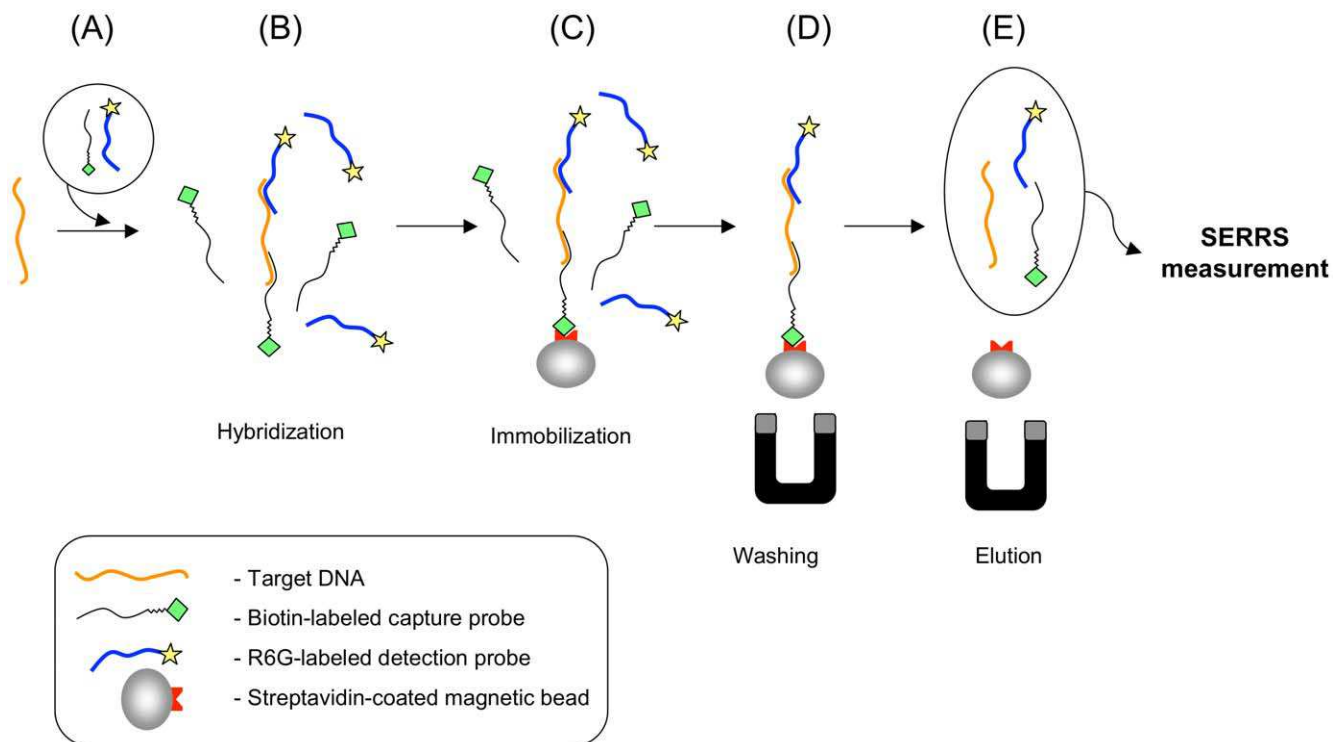 (A)
(B)
(C)
(D)
(E)
SERRS
measurement
Hybridization
Immobilization
Washing
Elution
- Target DNA
- Biotin-labeled capture probe
- R6G-labeled detection probe
- Streptavidin-coated magnetic bead